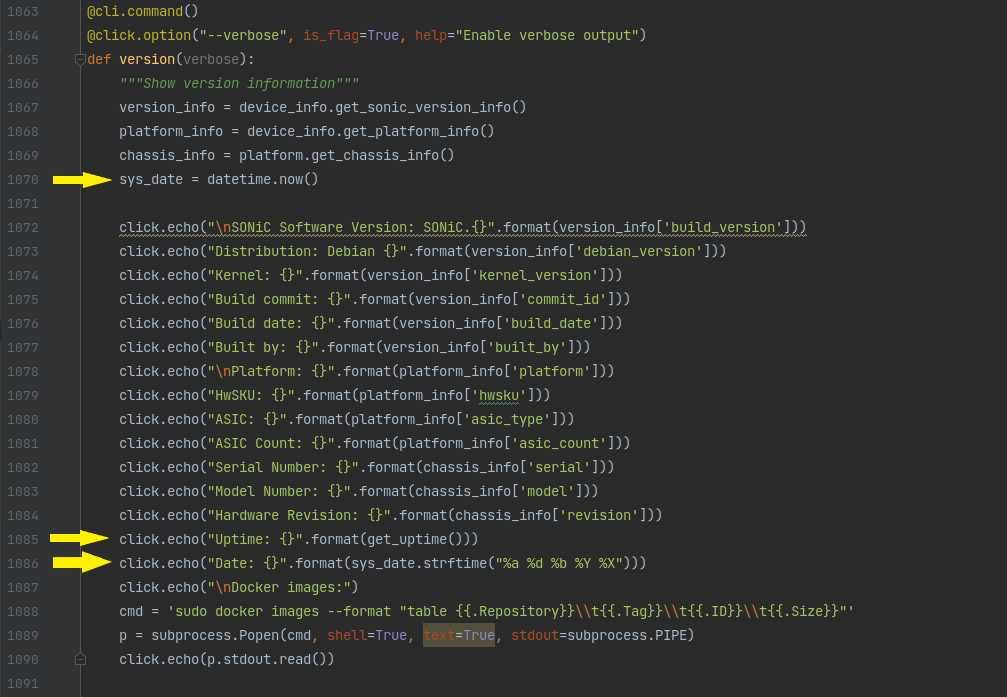 1063 @cli.command()
1064 @click.option("--verbose", is_flag=True, help="Enable verbose output")
1065 def version(verbose):
1066     """Show version information"""
1067     version_info = device_info.get_sonic_version_info()
1068     platform_info = device_info.get_platform_info()
1069     chassis_info = platform.get_chassis_info()
1070     sys_date = datetime.now()
1071
1072     click.echo("\nSONiC Software Version: SONiC.{}".format(version_info['build_version']))
1073     click.echo("Distribution: Debian {}".format(version_info['debian_version']))
1074     click.echo("Kernel: {}".format(version_info['kernel_version']))
1075     click.echo("Build commit: {}".format(version_info['commit_id']))
1076     click.echo("Build date: {}".format(version_info['build_date']))
1077     click.echo("Built by: {}".format(version_info['built_by']))
1078     click.echo("\nPlatform: {}".format(platform_info['platform']))
1079     click.echo("HwSKU: {}".format(platform_info['hwsku']))
1080     click.echo("ASIC: {}".format(platform_info['asic_type']))
1081     click.echo("ASIC Count: {}".format(platform_info['asic_count']))
1082     click.echo("Serial Number: {}".format(chassis_info['serial']))
1083     click.echo("Model Number: {}".format(chassis_info['model']))
1084     click.echo("Hardware Revision: {}".format(chassis_info['revision']))
1085     click.echo("Uptime: {}".format(get_uptime()))
1086     click.echo("Date: {}".format(sys_date.strftime("%a %d %b %Y %X")))
1087     click.echo("\nDocker images:")
1088     cmd = 'sudo docker images --format "table {{.Repository}}\\t{{.Tag}}\\t{{.ID}}\\t{{.Size}}"'
1089     p = subprocess.Popen(cmd, shell=True, text=True, stdout=subprocess.PIPE)
1090     click.echo(p.stdout.read())
1091